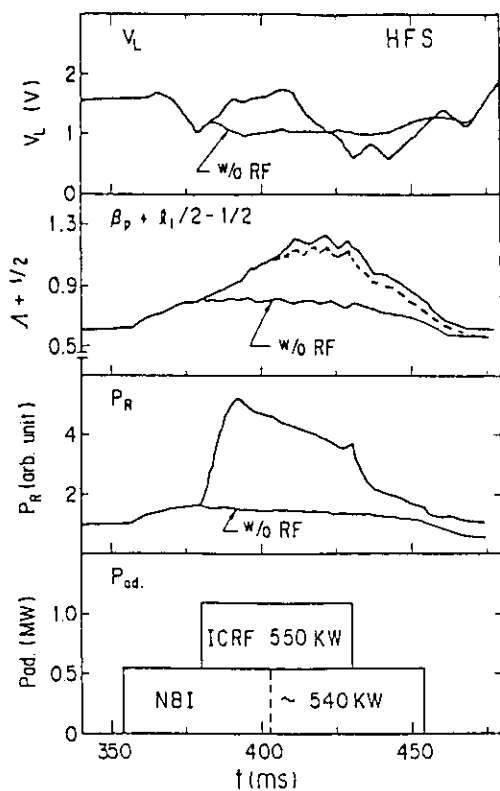 V_L HFS
V_L (V)
2
1
0
w/o RF
β_p + ℓ_i/2 - 1/2
Λ + 1/2
1.3
0.9
0.5
w/o RF
P_R
P_R (arb. unit)
4
2
0
w/o RF
P_ad.
Pad. (MW)
1.0
0.5
0
ICRF 550 KW
NBI ~ 540 KW
350 400 450
t (ms)